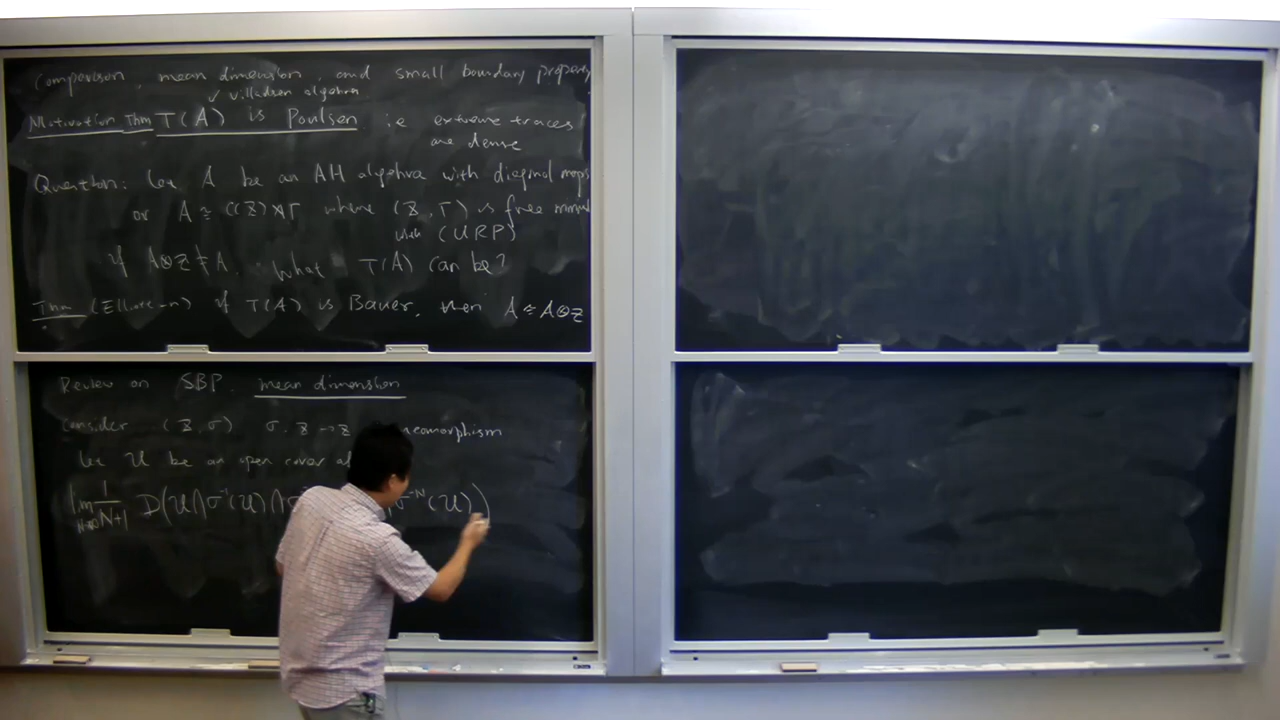 Comparison, mean dimension, and small boundary property
✓ villadsen algebra
Motivation Thm T(A) is Poulsen i.e extreme traces
are dense
Question: Let A be an AH algebra with diagonal maps
or A ≅ C(Z)⋊Γ where (Z, Γ) is free
with (URP)
if A⊗Z ≇ A. What T(A) can be?
Thm (Elliott-n) if T(A) is Bauer, then A ≅ A⊗Z
Review on SBP, mean dimension
Consider (Z, σ) σ: Z → Z
Let U be an open cover
lim N→∞ 1/N+1 D(U ∧ σ⁻¹(U) ∧ σ⁻ᴺ(U))